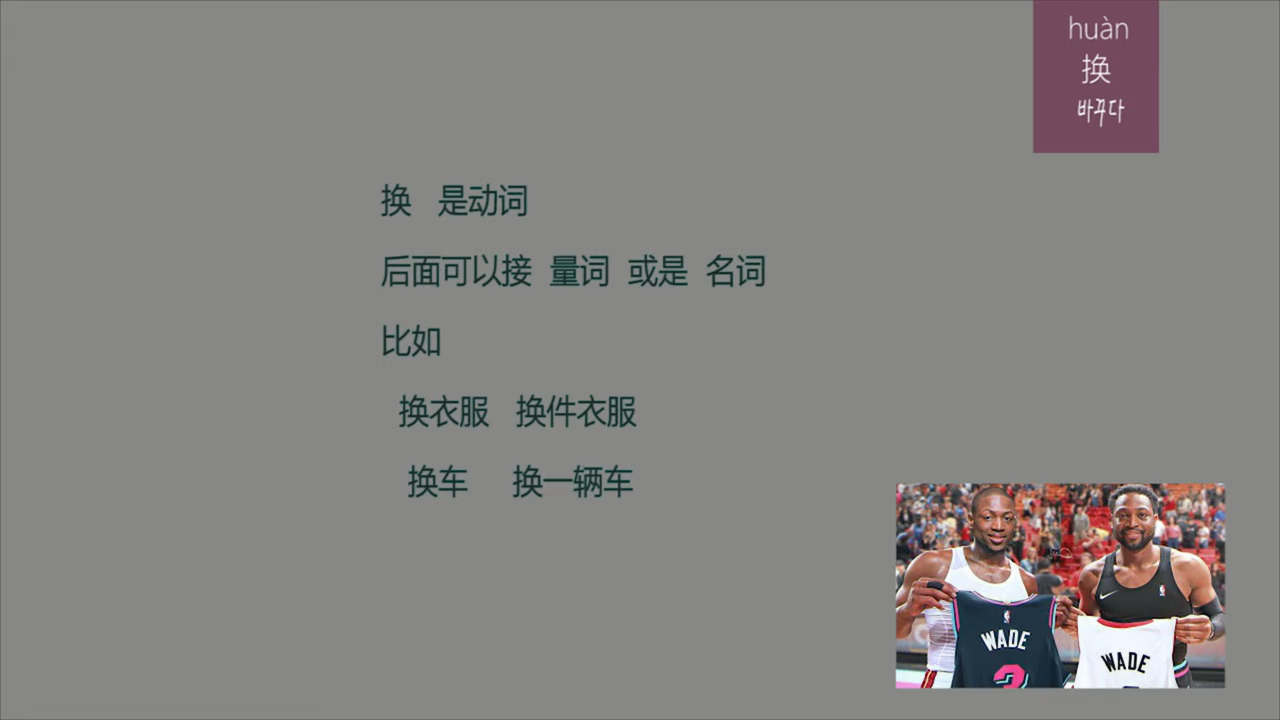 huàn
换
바꾸다
换 是动词
后面可以接 量词 或是 名词
比如
换衣服 换件衣服
换车 换一辆车
WADE
3
WADE